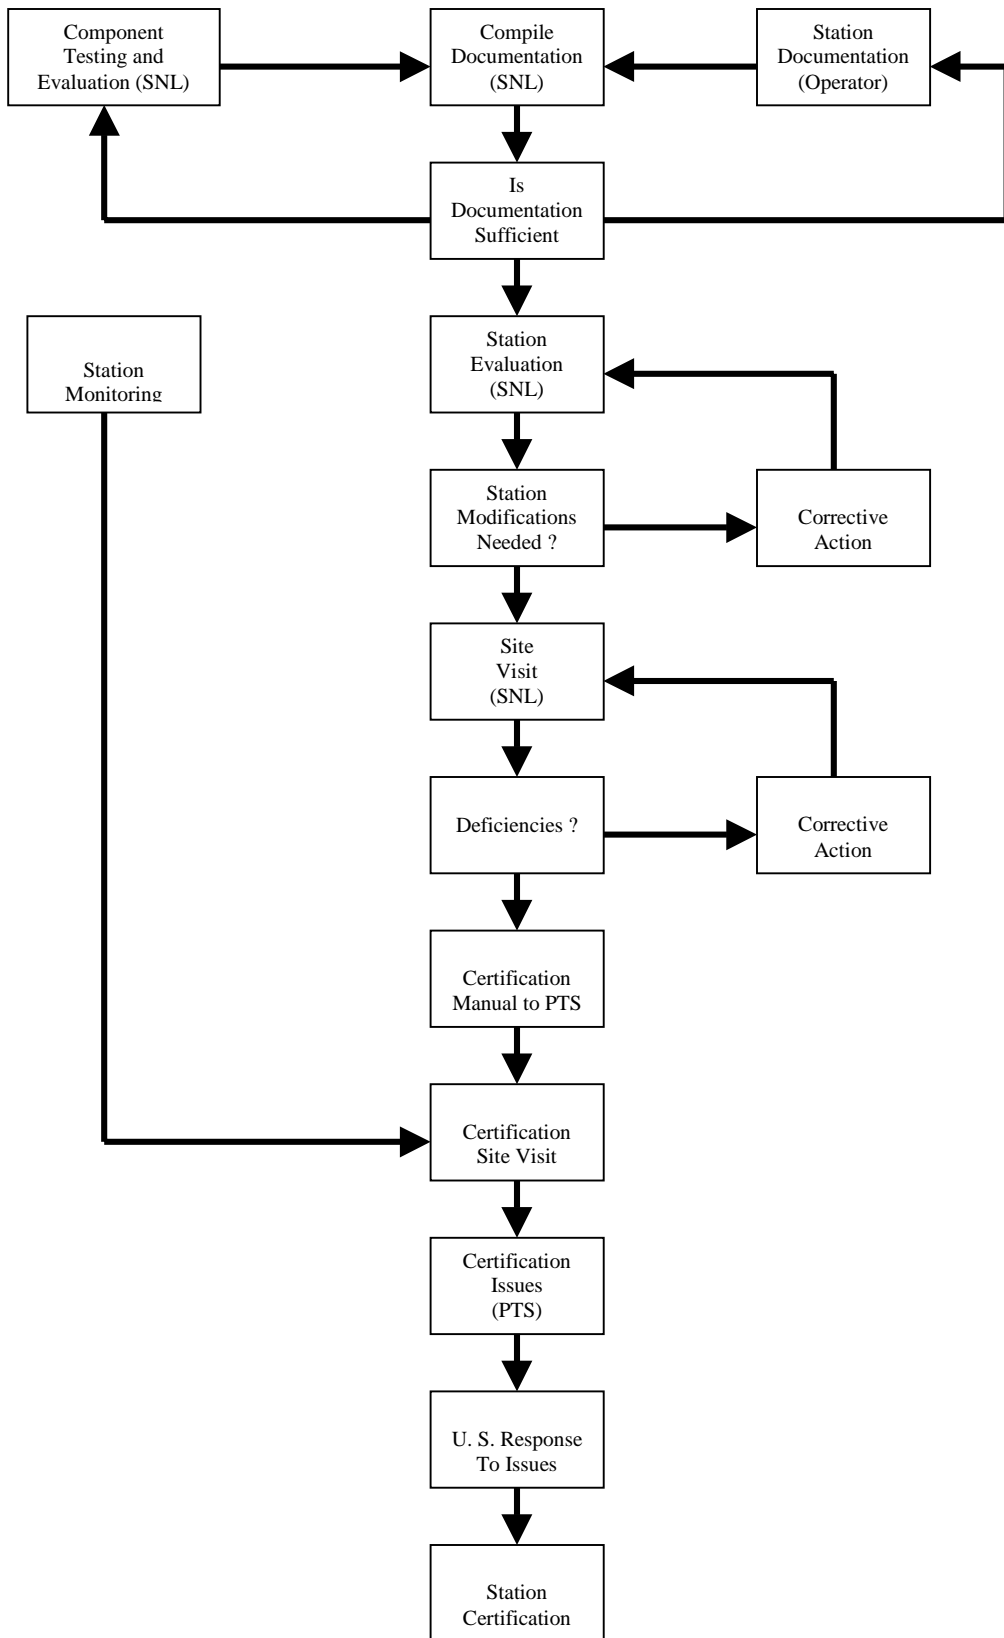 Component
Testing and
Evaluation (SNL)
Compile
Documentation
(SNL)
Station
Documentation
(Operator)
Is
Documentation
Sufficient
Station
Monitoring
Station
Evaluation
(SNL)
Station
Modifications
Needed ?
Corrective
Action
Site
Visit
(SNL)
Deficiencies ?
Corrective
Action
Certification
Manual to PTS
Certification
Site Visit
Certification
Issues
(PTS)
U. S. Response
To Issues
Station
Certification